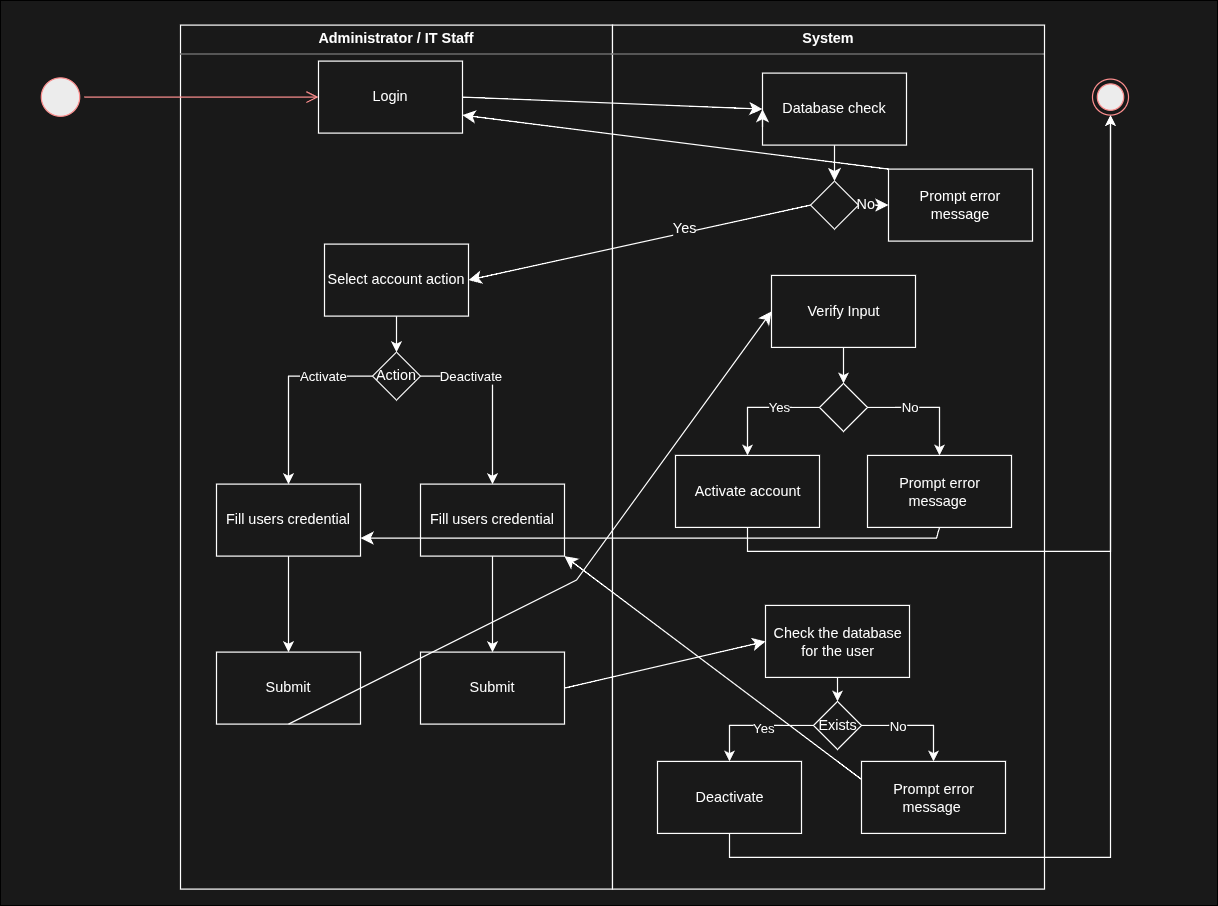 Administrator / IT Staff
System
Login
Database check
No
Prompt error
message
Yes
Select account action
Verify Input
Action
Activate
Deactivate
Yes
No
Activate account
Prompt error
message
Fill users credential
Fill users credential
Submit
Submit
Check the database
for the user
Exists
Yes
No
Deactivate
Prompt error
message